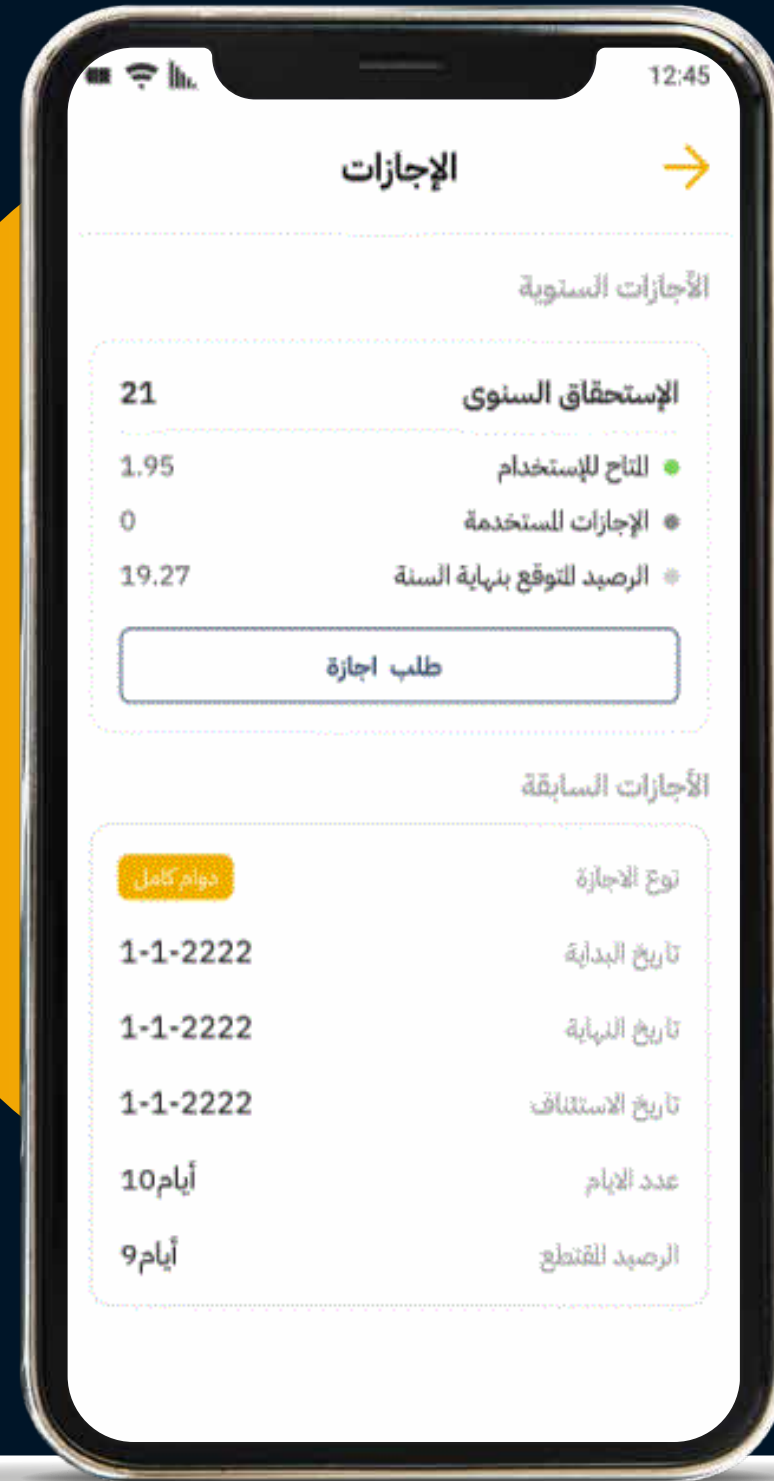 12:45
الإجازات
الأجازات السنوية
الإستحقاق السنوى 21
المتاح للإستخدام 1.95
الإجازات المستخدمة 0
الرصيد المتوقع بنهاية السنة 19.27
طلب اجازة
الأجازات السابقة
نوع الاجازة دوام كامل
تاريخ البداية 1-1-2222
تاريخ النهاية 1-1-2222
تاريخ الاستئناف 1-1-2222
عدد الايام 10أيام
الرصيد المقتطع 9أيام